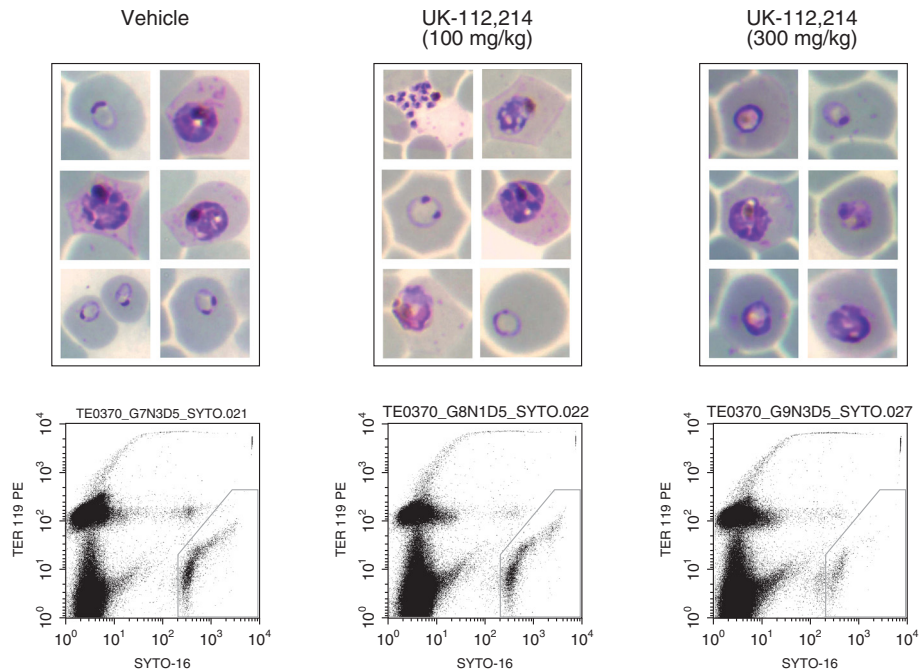 Vehicle
UK-112,214
(100 mg/kg)
UK-112,214
(300 mg/kg)
TE0370_G7N3D5_SYTO.021
TER 119 PE
10⁴
10³
10²
10¹
10⁰
10⁰ 10¹ 10² 10³ 10⁴
SYTO-16
TE0370_G8N1D5_SYTO.022
TER 119 PE
10⁴
10³
10²
10¹
10⁰
10⁰ 10¹ 10² 10³ 10⁴
SYTO-16
TE0370_G9N3D5_SYTO.027
TER 119 PE
10⁴
10³
10²
10¹
10⁰
10⁰ 10¹ 10² 10³ 10⁴
SYTO-16